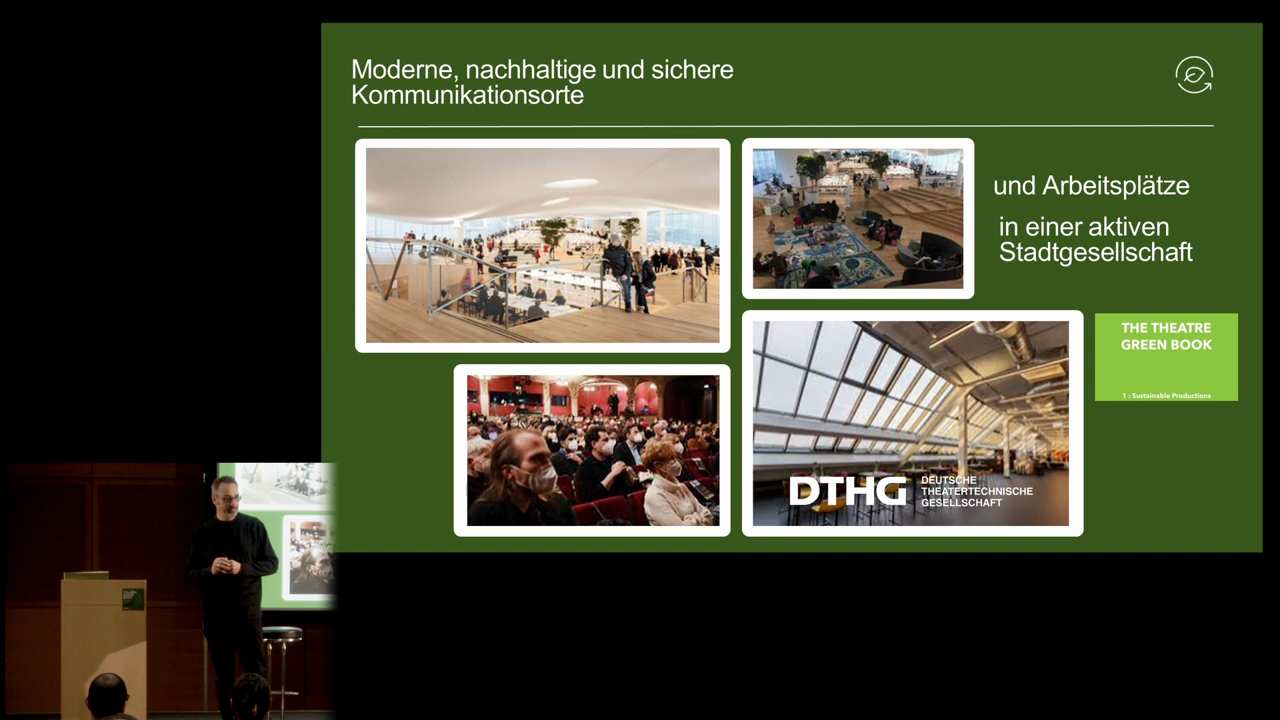 Moderne, nachhaltige und sichere
Kommunikationsorte
und Arbeitsplätze
in einer aktiven
Stadtgesellschaft
THE THEATRE
GREEN BOOK
1 : Sustainable Productions
DTHG
DEUTSCHE
THEATERTECHNISCHE
GESELLSCHAFT